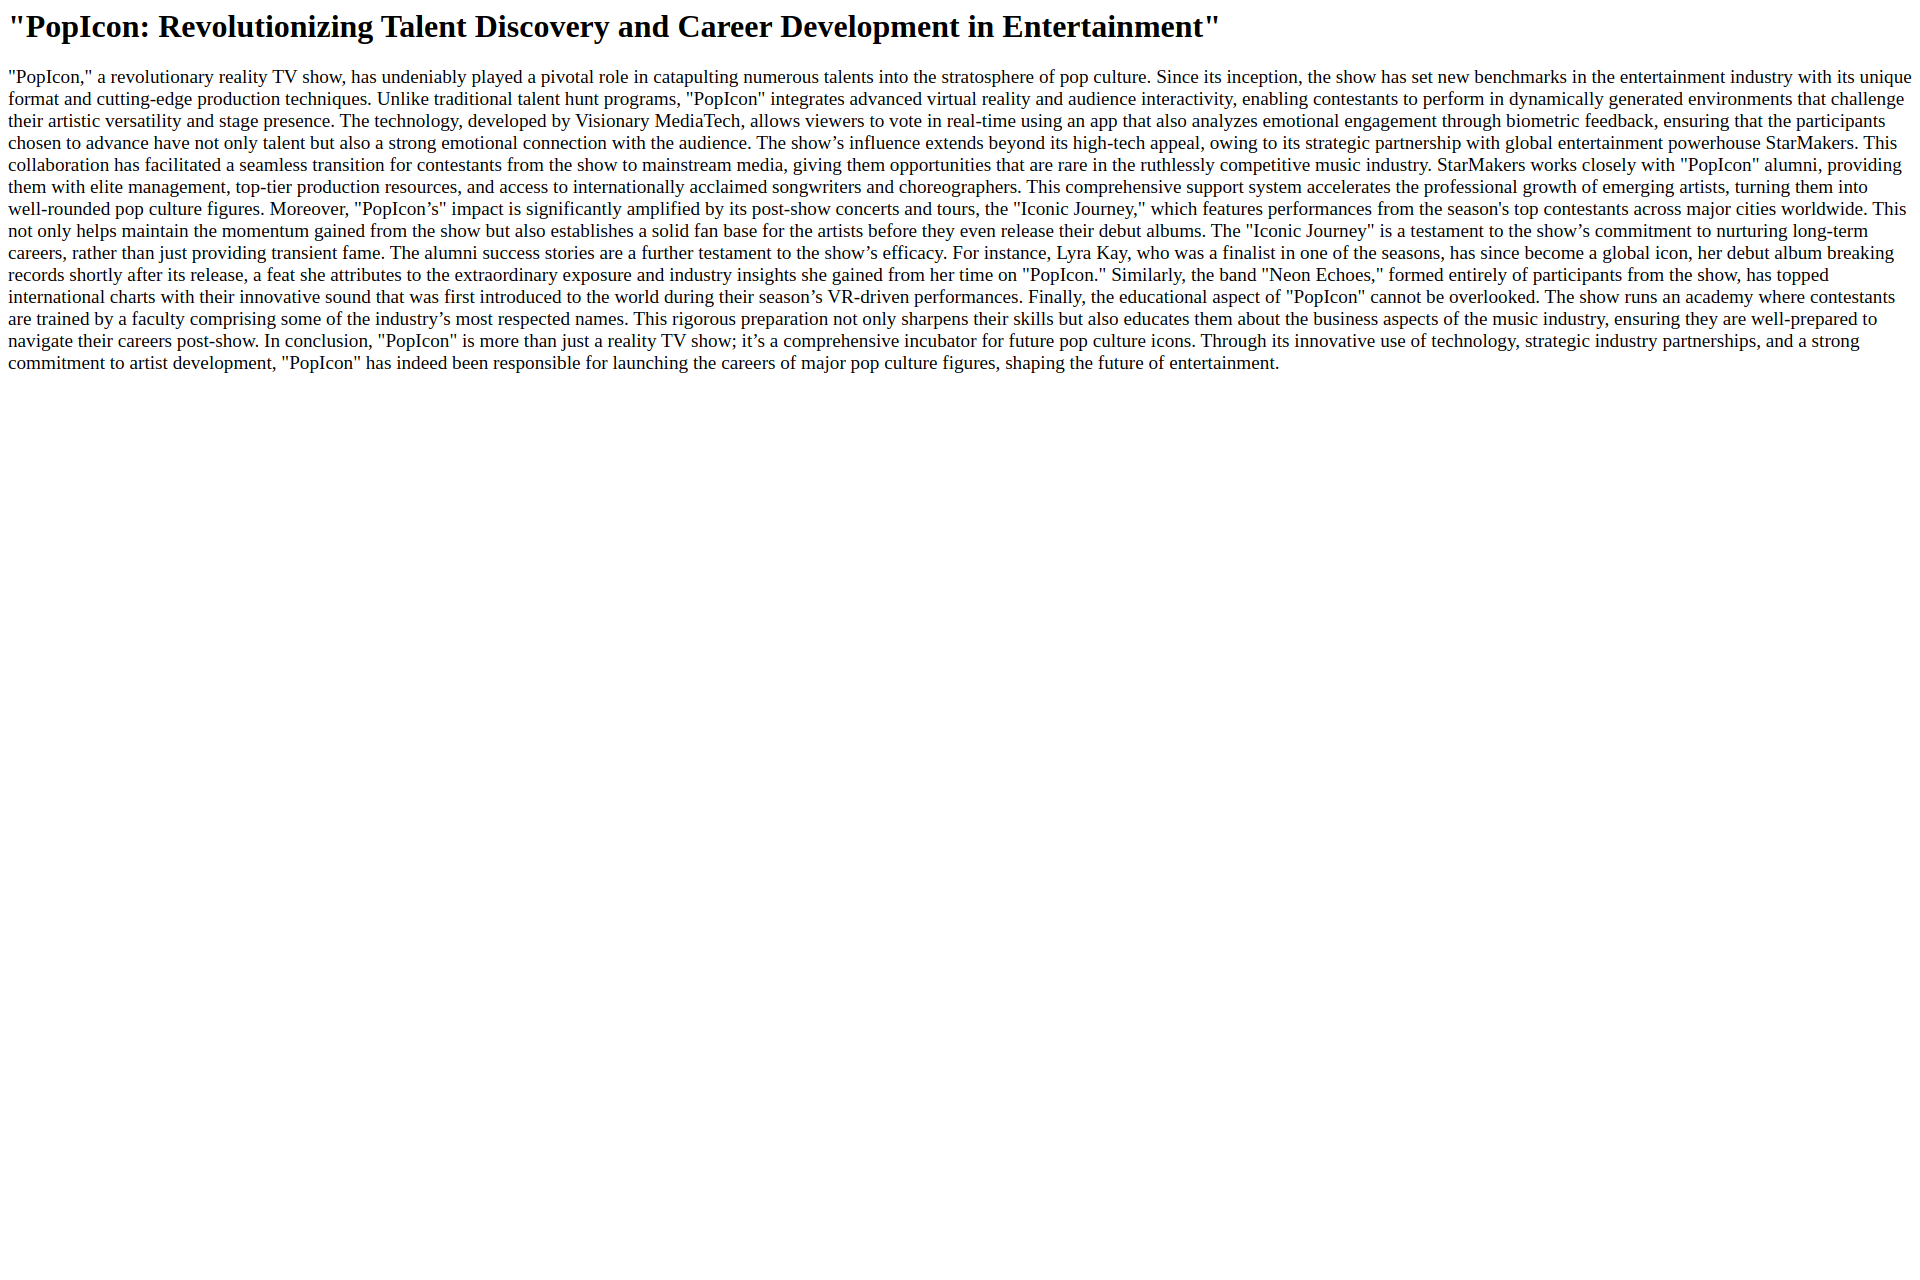 "PopIcon: Revolutionizing Talent Discovery and Career Development in Entertainment"
"PopIcon," a revolutionary reality TV show, has undeniably played a pivotal role in catapulting numerous talents into the stratosphere of pop culture. Since its inception, the show has set new benchmarks in the entertainment industry with its unique
format and cutting-edge production techniques. Unlike traditional talent hunt programs, "PopIcon" integrates advanced virtual reality and audience interactivity, enabling contestants to perform in dynamically generated environments that challenge
their artistic versatility and stage presence. The technology, developed by Visionary MediaTech, allows viewers to vote in real-time using an app that also analyzes emotional engagement through biometric feedback, ensuring that the participants
chosen to advance have not only talent but also a strong emotional connection with the audience. The show’s influence extends beyond its high-tech appeal, owing to its strategic partnership with global entertainment powerhouse StarMakers. This
collaboration has facilitated a seamless transition for contestants from the show to mainstream media, giving them opportunities that are rare in the ruthlessly competitive music industry. StarMakers works closely with "PopIcon" alumni, providing
them with elite management, top-tier production resources, and access to internationally acclaimed songwriters and choreographers. This comprehensive support system accelerates the professional growth of emerging artists, turning them into
well-rounded pop culture figures. Moreover, "PopIcon’s" impact is significantly amplified by its post-show concerts and tours, the "Iconic Journey," which features performances from the season's top contestants across major cities worldwide. This
not only helps maintain the momentum gained from the show but also establishes a solid fan base for the artists before they even release their debut albums. The "Iconic Journey" is a testament to the show’s commitment to nurturing long-term
careers, rather than just providing transient fame. The alumni success stories are a further testament to the show’s efficacy. For instance, Lyra Kay, who was a finalist in one of the seasons, has since become a global icon, her debut album breaking
records shortly after its release, a feat she attributes to the extraordinary exposure and industry insights she gained from her time on "PopIcon." Similarly, the band "Neon Echoes," formed entirely of participants from the show, has topped
international charts with their innovative sound that was first introduced to the world during their season’s VR-driven performances. Finally, the educational aspect of "PopIcon" cannot be overlooked. The show runs an academy where contestants
are trained by a faculty comprising some of the industry’s most respected names. This rigorous preparation not only sharpens their skills but also educates them about the business aspects of the music industry, ensuring they are well-prepared to
navigate their careers post-show. In conclusion, "PopIcon" is more than just a reality TV show; it’s a comprehensive incubator for future pop culture icons. Through its innovative use of technology, strategic industry partnerships, and a strong
commitment to artist development, "PopIcon" has indeed been responsible for launching the careers of major pop culture figures, shaping the future of entertainment.